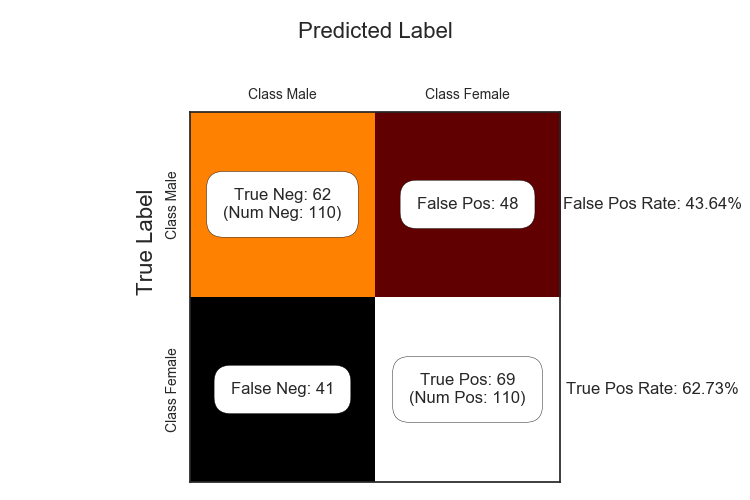 Predicted Label
Class Male
Class Female
True Label
Class Male
True Neg: 62
(Num Neg: 110)
False Pos: 48
False Pos Rate: 43.64%
Class Female
False Neg: 41
True Pos: 69
(Num Pos: 110)
True Pos Rate: 62.73%